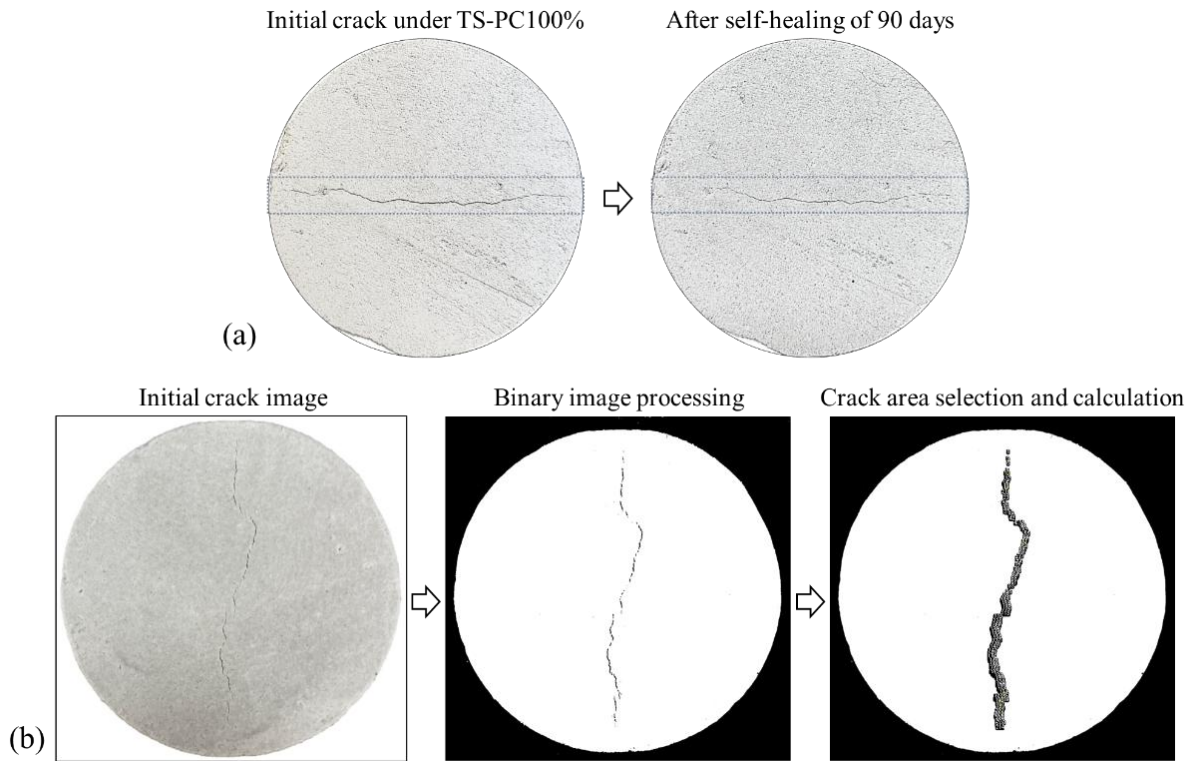 Initial crack under TS-PC100%
After self-healing of 90 days
(a)
Initial crack image
Binary image processing
Crack area selection and calculation
(b)